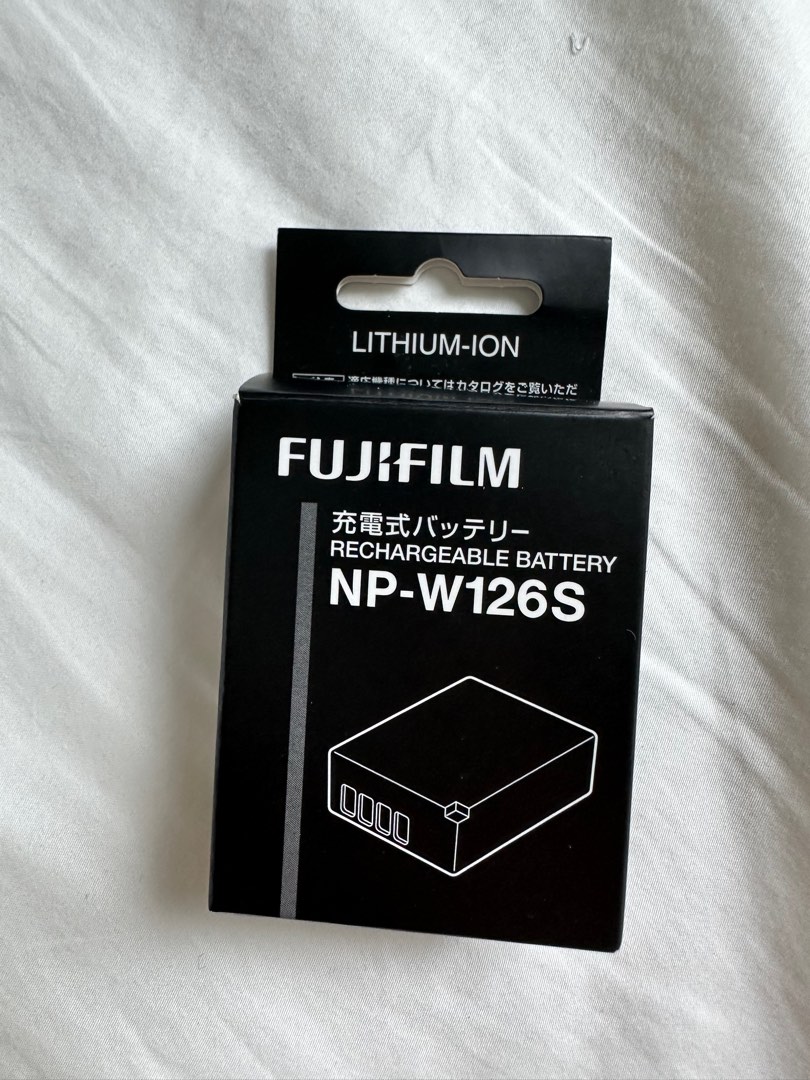 LITHIUM-ION
適応機種についてはカタログをご覧いただ
FUJIFILM
充電式バッテリー
RECHARGEABLE BATTERY
NP-W126S